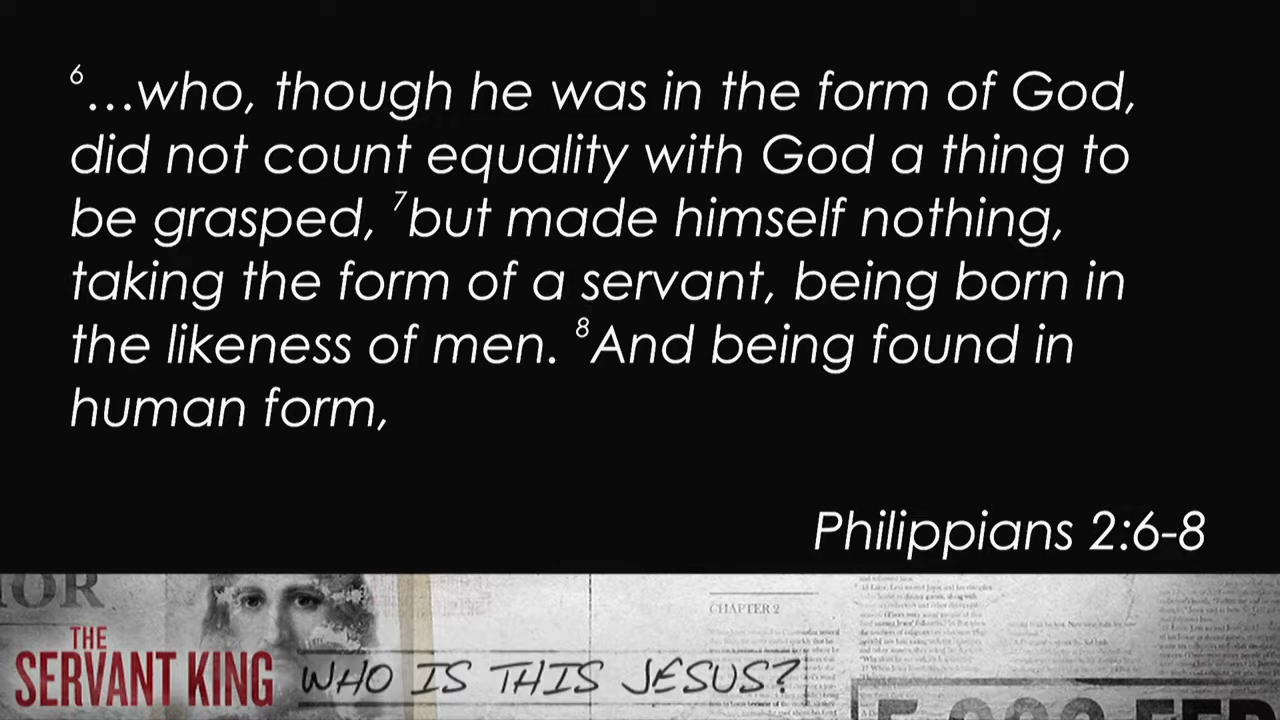 6…who, though he was in the form of God,
did not count equality with God a thing to
be grasped, 7but made himself nothing,
taking the form of a servant, being born in
the likeness of men. 8And being found in
human form,
Philippians 2:6-8
THE
SERVANT KING
WHO IS THIS JESUS?
CHAPTER 2